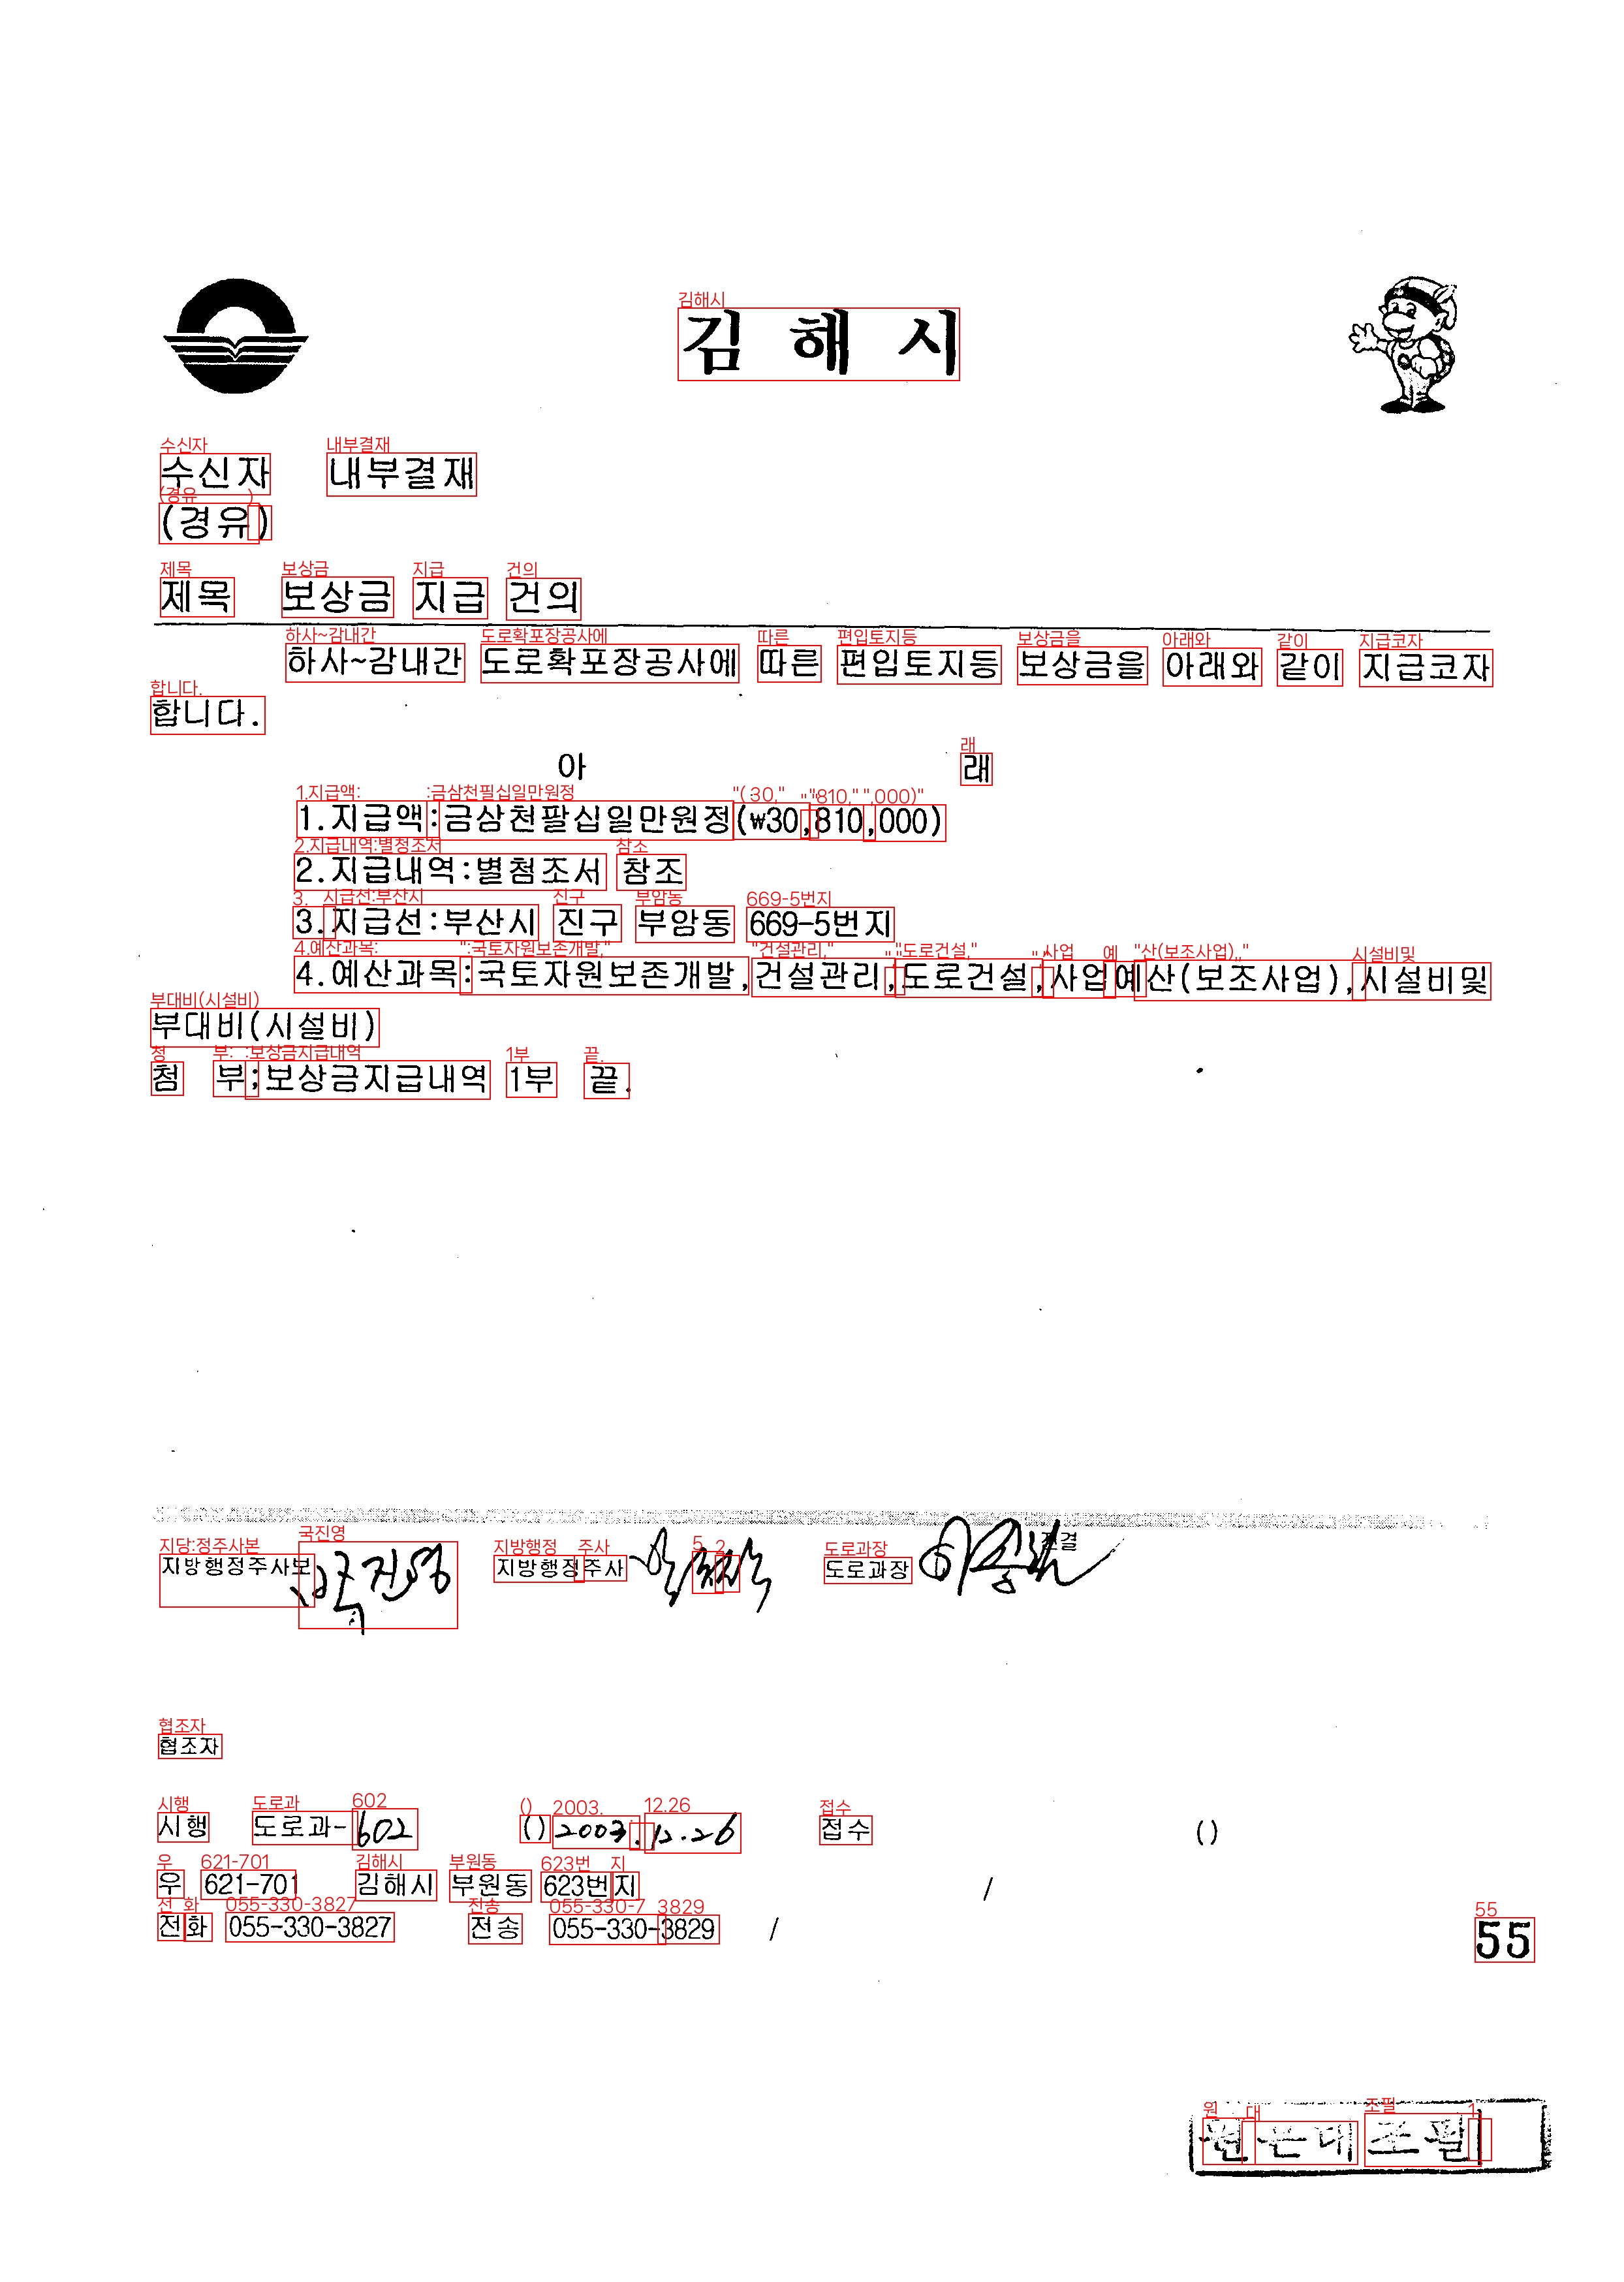 김 해 시
수신자 내부결재
(경유)
제목 보상금 지급 건의
하사~감내간 도로확포장공사에 따른 편입토지등 보상금을 아래와 같이 지급코자
합니다.
아 래
1.지급액:금삼천팔십일만원정(₩30,810,000)
2.지급내역:별첨조서 참조
3.지급선:부산시 진구 부암동 669-5번지
4.예산과목:국토자원보존개발,건설관리,도로건설,사업예산(보조사업),시설비및
부대비(시설비)
첨 부;보상금지급내역 1부 끝.
지방행정주사보 국진영 지방행정주사 도로과장 전결
협조자
시행 도로과-602 () 2003.12.26 접수 ()
우 621-701 김해시 부원동 623번지 /
전화 055-330-3827 전송 055-330-3829 /
55
원본대조필